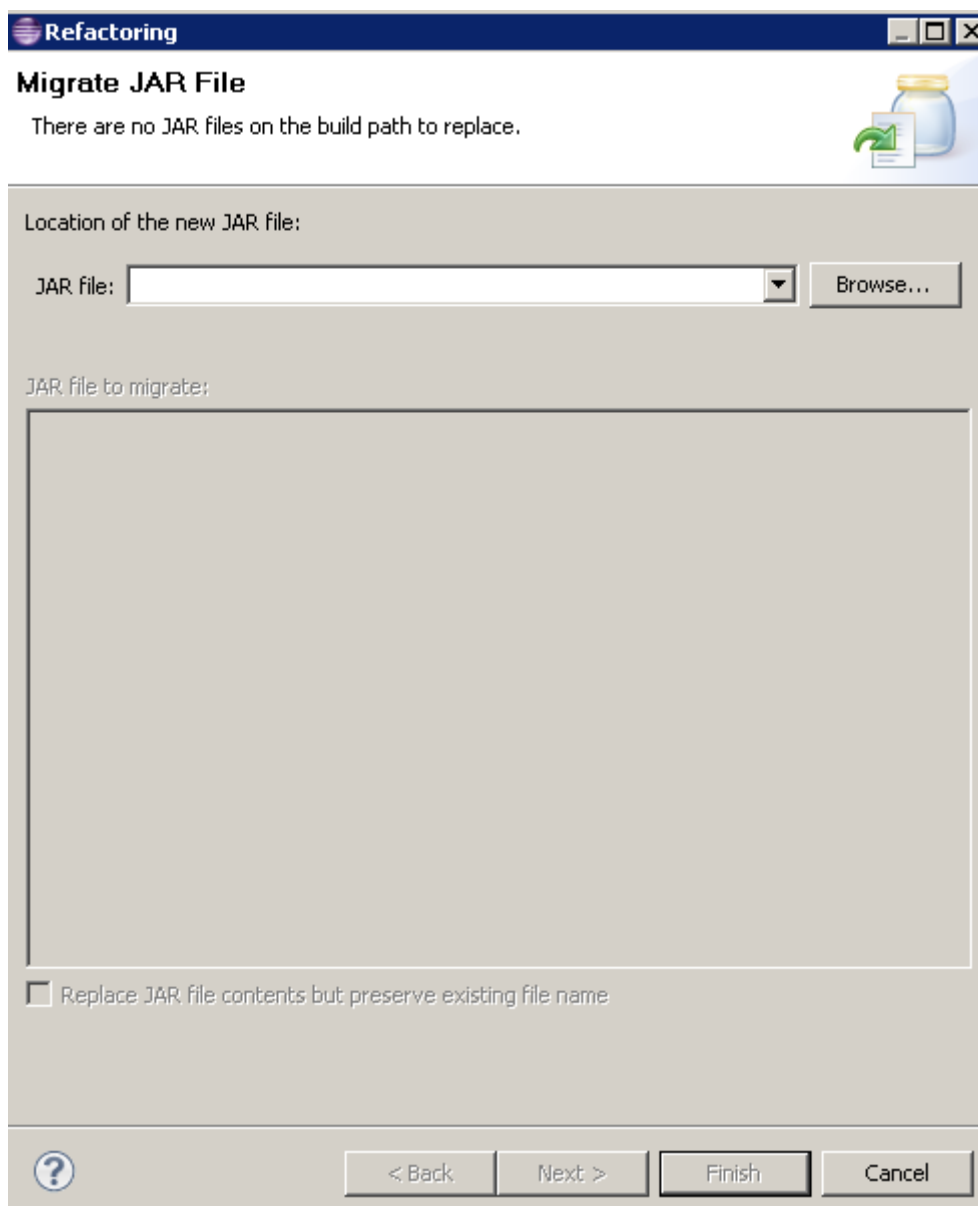 Refactoring
Migrate JAR File
There are no JAR files on the build path to replace.
Location of the new JAR file:
JAR file:
Browse...
JAR file to migrate:
Replace JAR file contents but preserve existing file name
?
< Back
Next >
Finish
Cancel